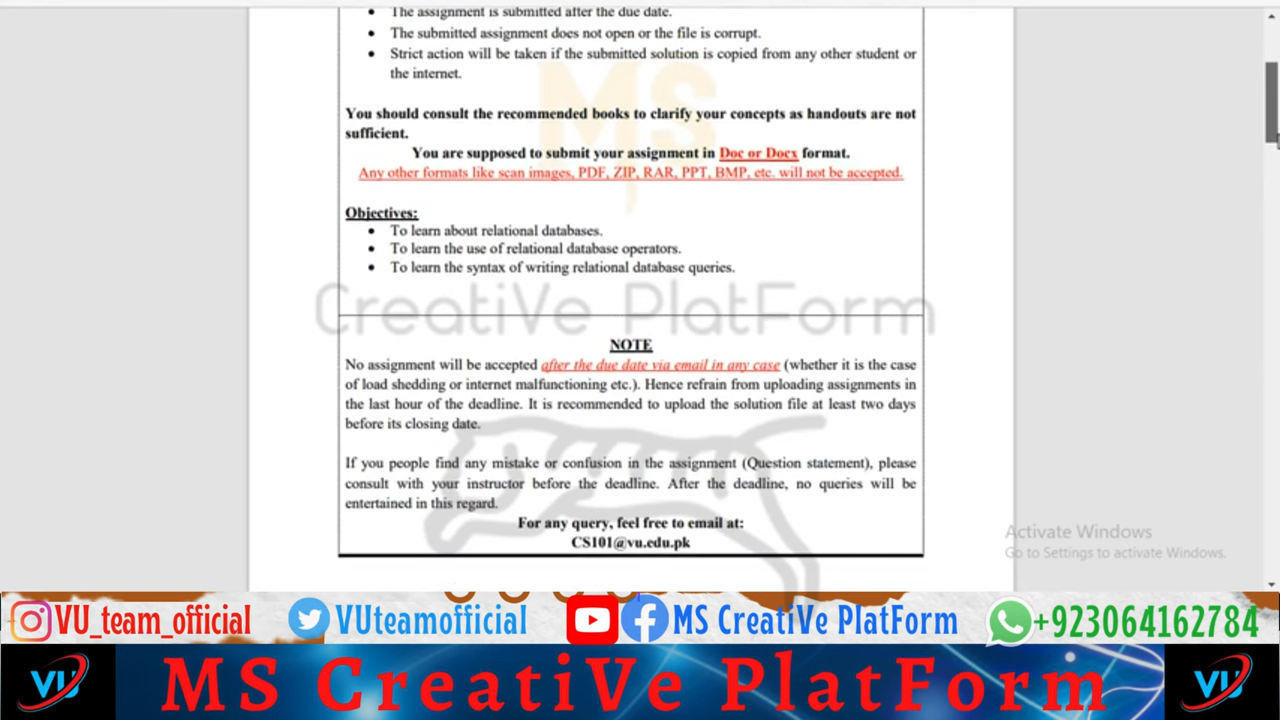 The assignment is submitted after the due date.
The submitted assignment does not open or the file is corrupt.
Strict action will be taken if the submitted solution is copied from any other student or
the internet.
MS
You should consult the recommended books to clarify your concepts as handouts are not
sufficient.
You are supposed to submit your assignment in Doc or Docx format.
Any other formats like scan images, PDF, ZIP, RAR, PPT, BMP, etc. will not be accepted.
Objectives:
To learn about relational databases.
To learn the use of relational database operators.
To learn the syntax of writing relational database queries.
CreatiVe PlatForm
NOTE
No assignment will be accepted after the due date via email in any case (whether it is the case
of load shedding or internet malfunctioning etc.). Hence refrain from uploading assignments in
the last hour of the deadline. It is recommended to upload the solution file at least two days
before its closing date.
If you people find any mistake or confusion in the assignment (Question statement), please
consult with your instructor before the deadline. After the deadline, no queries will be
entertained in this regard.
For any query, feel free to email at:
CS101@vu.edu.pk
Activate Windows
Go to Settings to activate Windows.
VU_team_official VUteamofficial MS CreatiVe PlatForm +923064162784
VU MS CreatiVe PlatForm VU